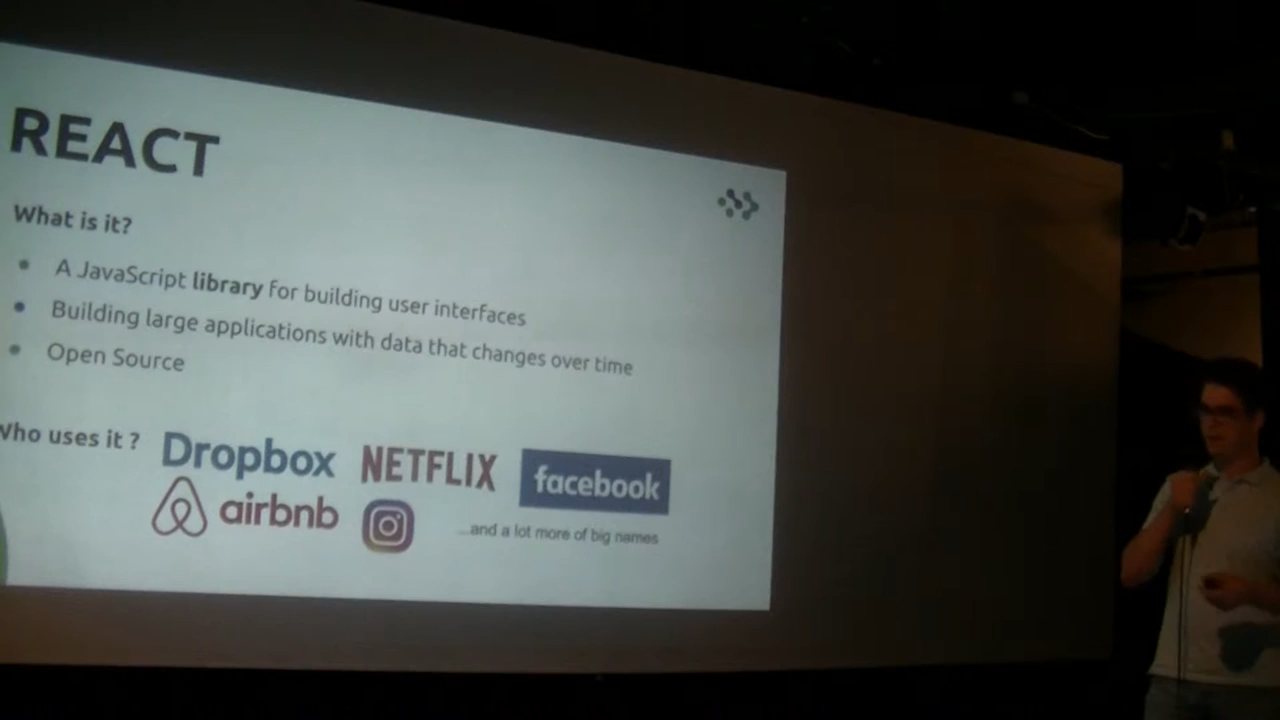 REACT
What is it?
A JavaScript library for building user interfaces
Building large applications with data that changes over time
Open Source
Who uses it ?
Dropbox
NETFLIX
facebook
airbnb
...and a lot more of big names